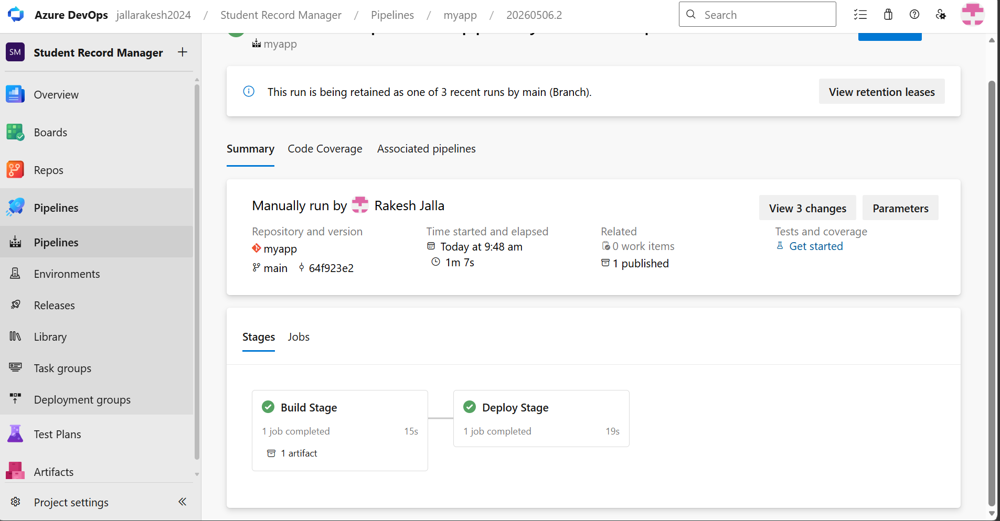 Azure DevOps jallarakesh2024 / Student Record Manager / Pipelines / myapp / 20260506.2
Search
SM Student Record Manager
Overview
Boards
Repos
Pipelines
Pipelines
Environments
Releases
Library
Task groups
Deployment groups
Test Plans
Artifacts
Project settings
myapp
This run is being retained as one of 3 recent runs by main (Branch).
View retention leases
Summary Code Coverage Associated pipelines
Manually run by Rakesh Jalla
View 3 changes Parameters
Repository and version
myapp
main 64f923e2
Time started and elapsed
Today at 9:48 am
1m 7s
Related
0 work items
1 published
Tests and coverage
Get started
Stages Jobs
Build Stage
1 job completed 15s
1 artifact
Deploy Stage
1 job completed 19s